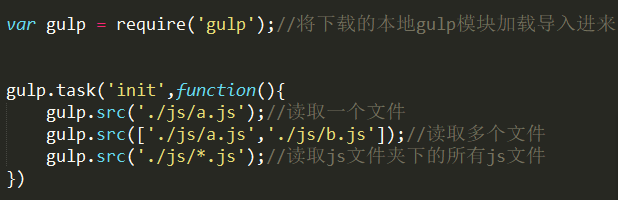 var gulp = require('gulp');//将下载的本地gulp模块加载导入进来
gulp.task('init',function(){
gulp.src('./js/a.js');//读取一个文件
gulp.src(['./js/a.js','./js/b.js']);//读取多个文件
gulp.src('./js/*.js');//读取js文件夹下的所有js文件
})